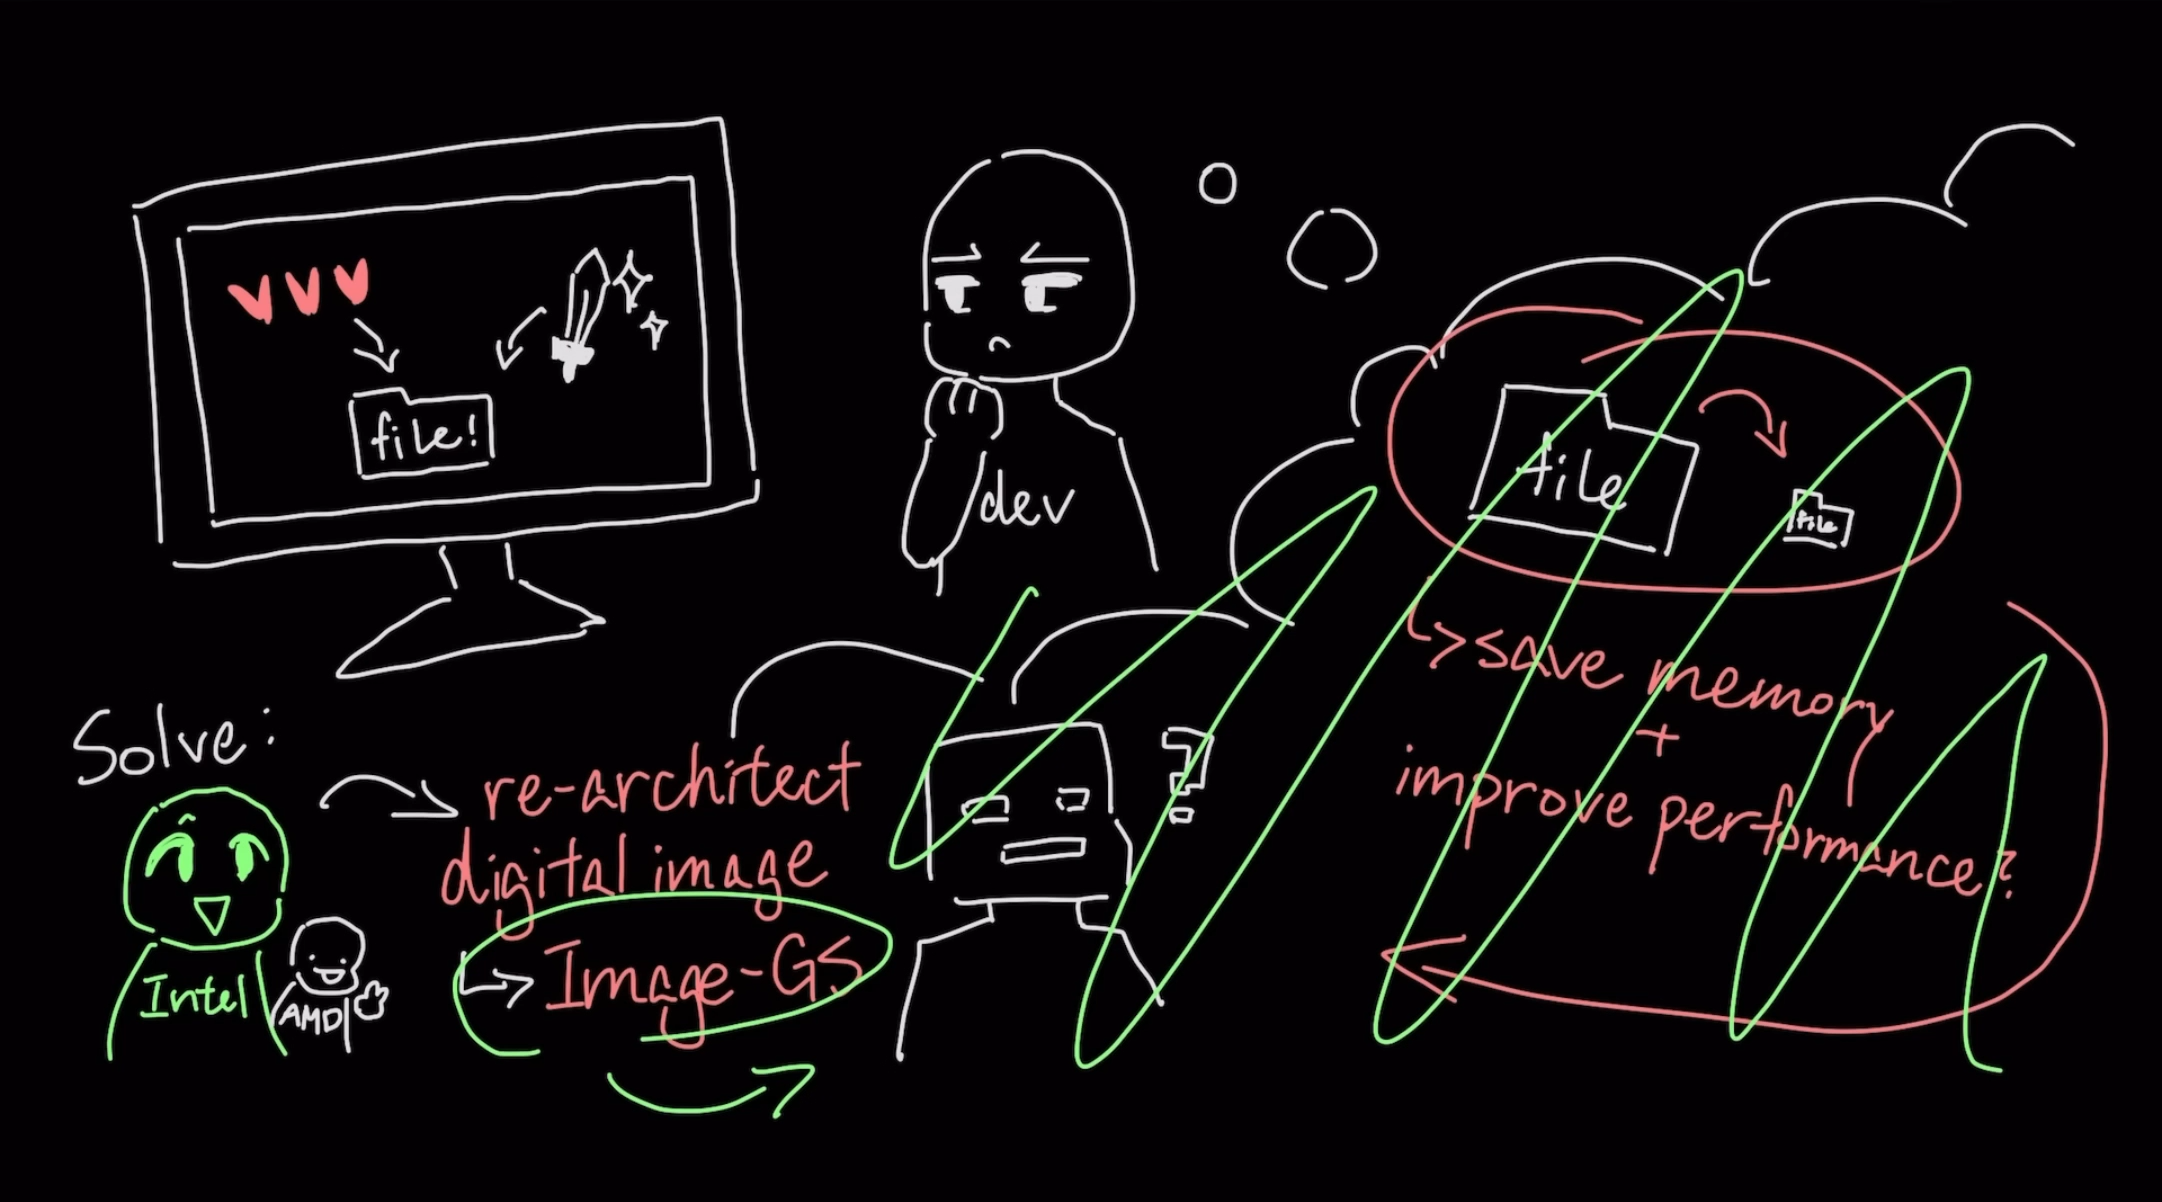 file!
dev
file
file
save memory
+
improve performance?
Solve:
re-architect
digital image
Image-GS
Intel
AMD